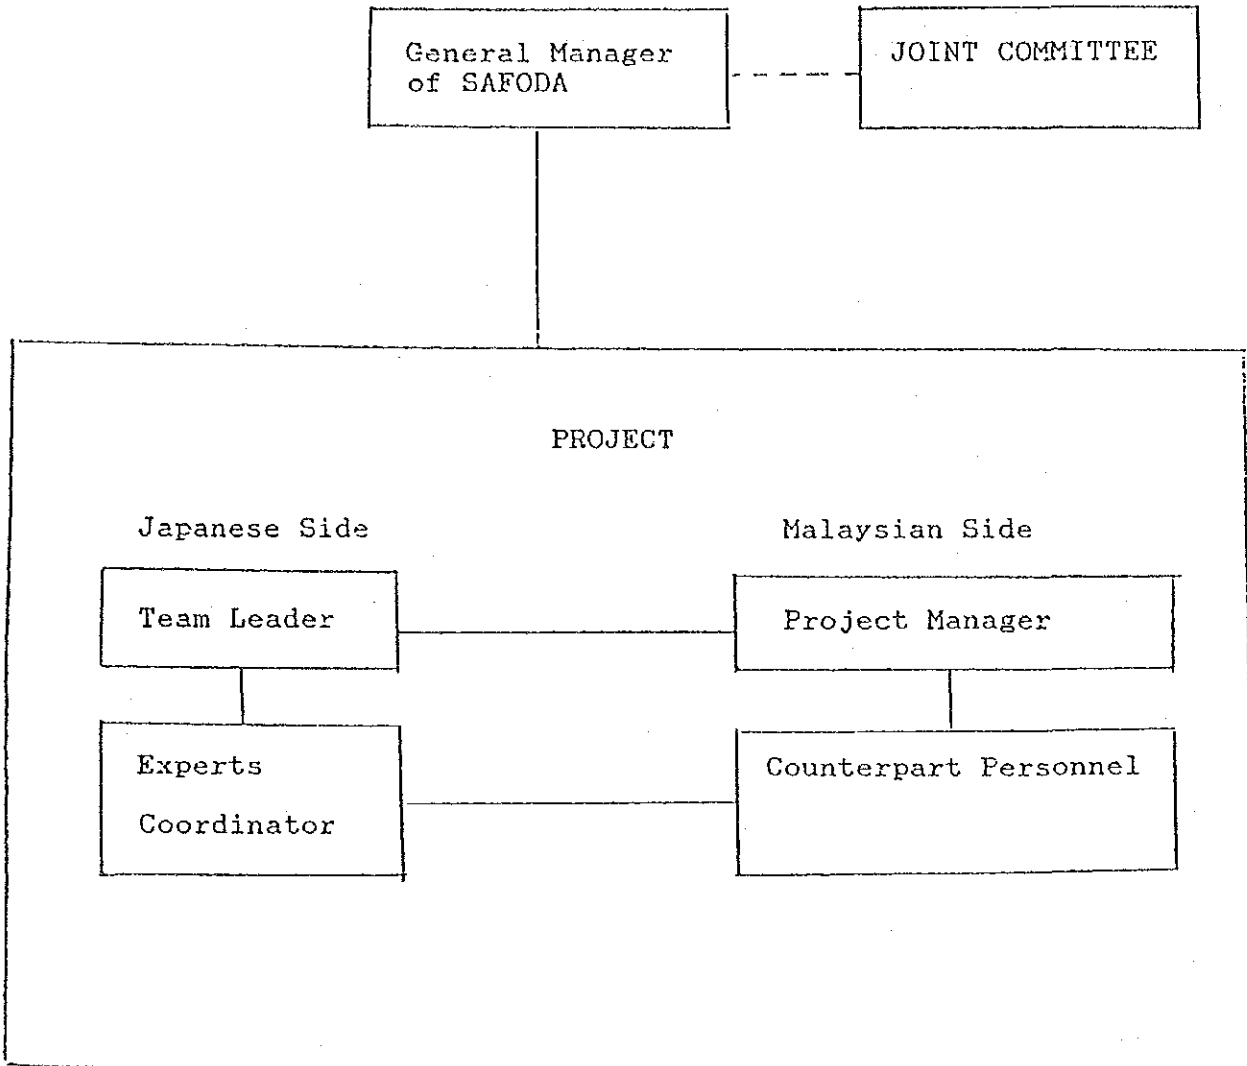 General Manager
of SAFODA
JOINT COMMITTEE
PROJECT
Japanese Side
Malaysian Side
Team Leader
Project Manager
Experts
Coordinator
Counterpart Personnel